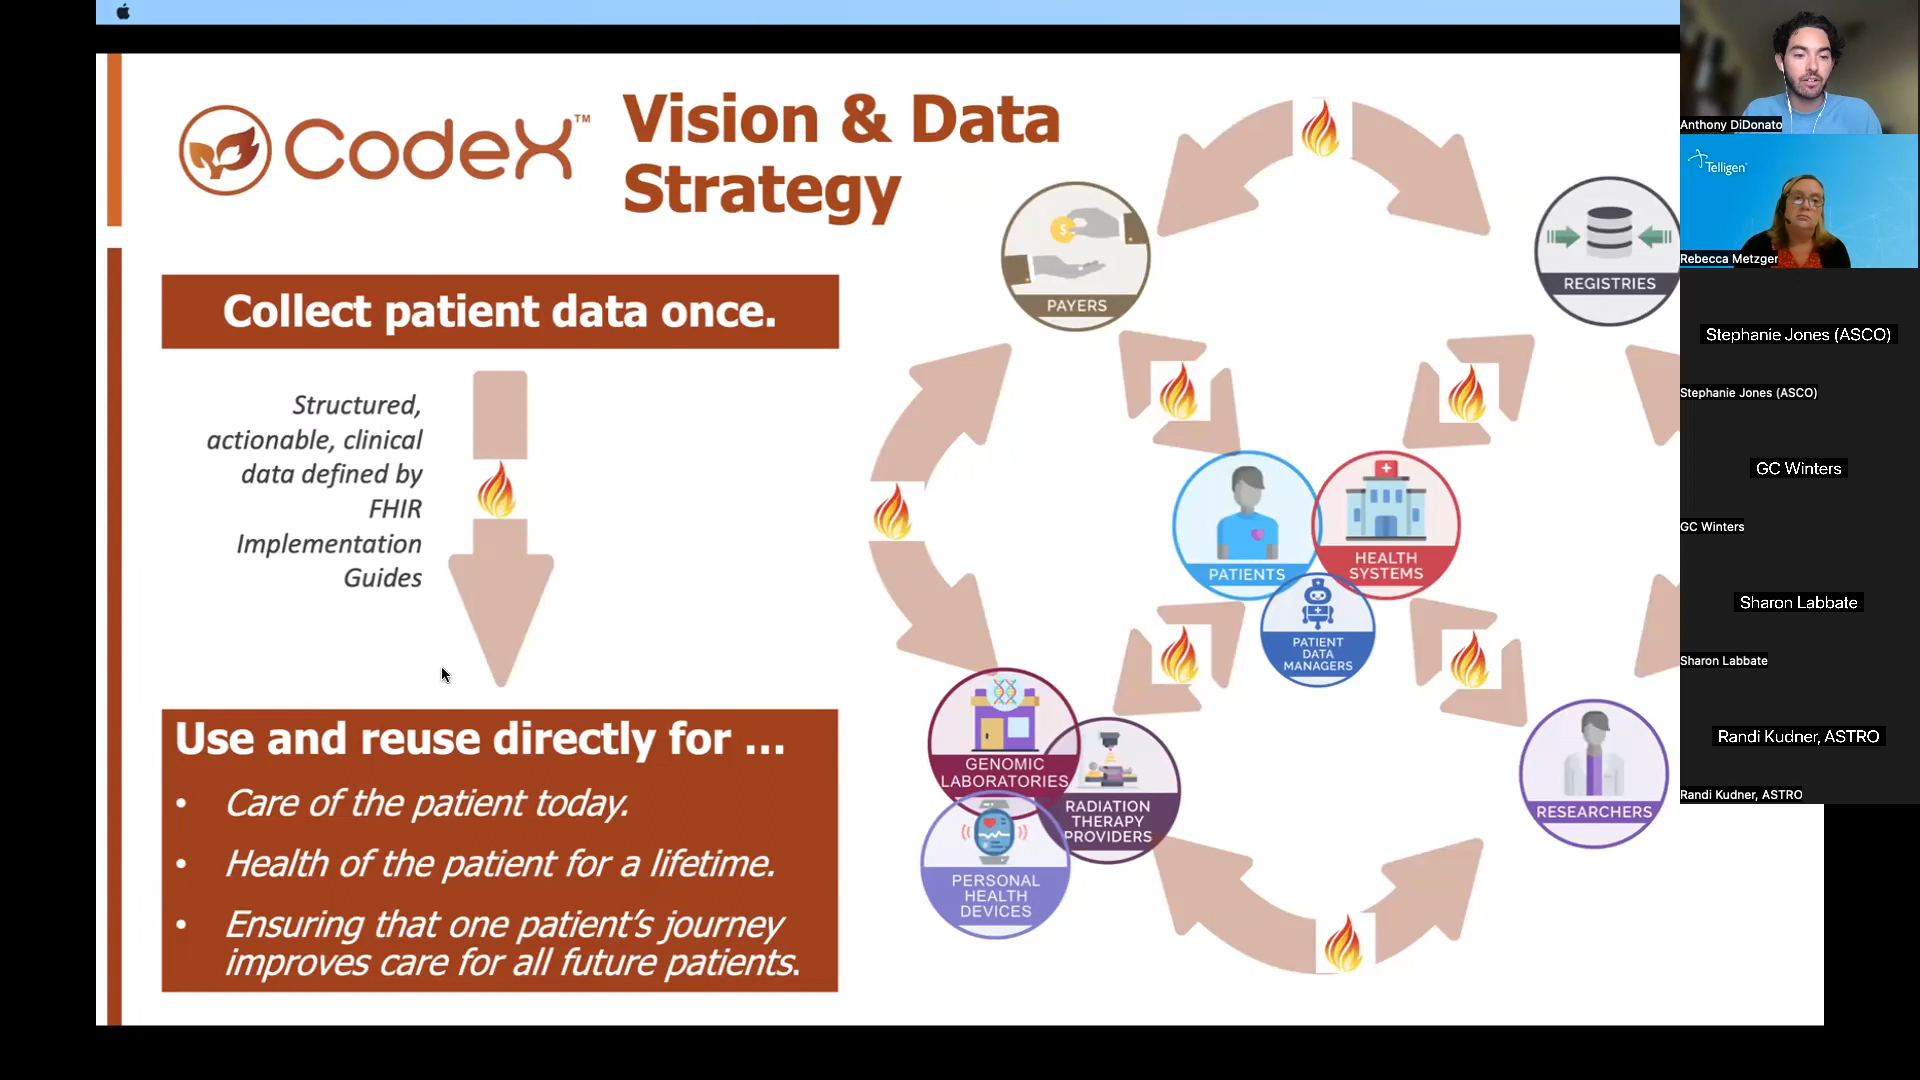 CodeX™
Vision & Data
Strategy
Collect patient data once.
Structured,
actionable, clinical
data defined by
FHIR
Implementation
Guides
Use and reuse directly for ...
• Care of the patient today.
• Health of the patient for a lifetime.
• Ensuring that one patient’s journey
improves care for all future patients.
PAYERS
REGISTRIES
PATIENTS
HEALTH
SYSTEMS
PATIENT
DATA
MANAGERS
GENOMIC
LABORATORIES
RADIATION
THERAPY
PROVIDERS
PERSONAL
HEALTH
DEVICES
RESEARCHERS
Anthony DiDonato
Telligen
Rebecca Metzger
Stephanie Jones (ASCO)
Stephanie Jones (ASCO)
GC Winters
GC Winters
Sharon Labbate
Sharon Labbate
Randi Kudner, ASTRO
Randi Kudner, ASTRO